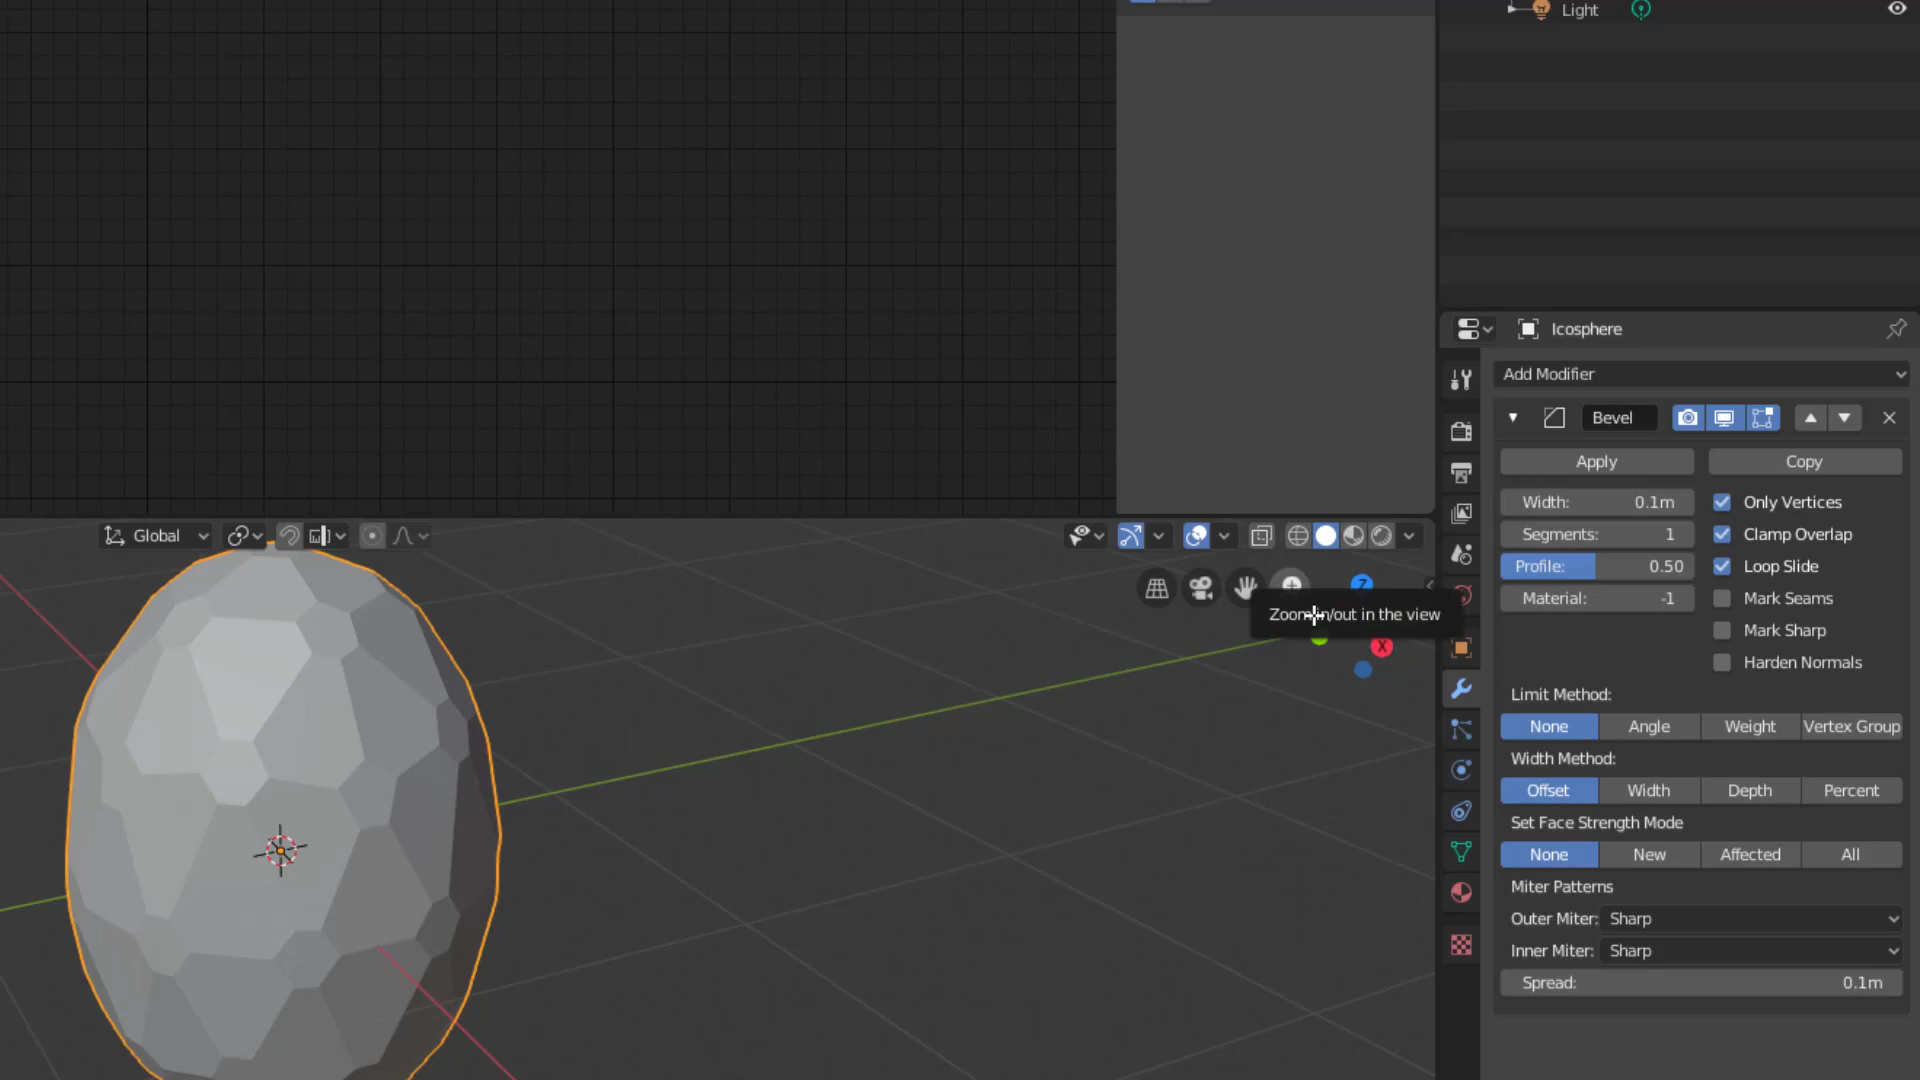 Light
Icosphere
Add Modifier
Bevel
Apply Copy
Width: 0.1m Only Vertices
Segments: 1 Clamp Overlap
Profile: 0.50 Loop Slide
Material: -1 Mark Seams
Mark Sharp
Harden Normals
Limit Method:
None Angle Weight Vertex Group
Width Method:
Offset Width Depth Percent
Set Face Strength Mode
None New Affected All
Miter Patterns
Outer Miter: Sharp
Inner Miter: Sharp
Spread: 0.1m
Global
Z
Zoom in/out in the view
X